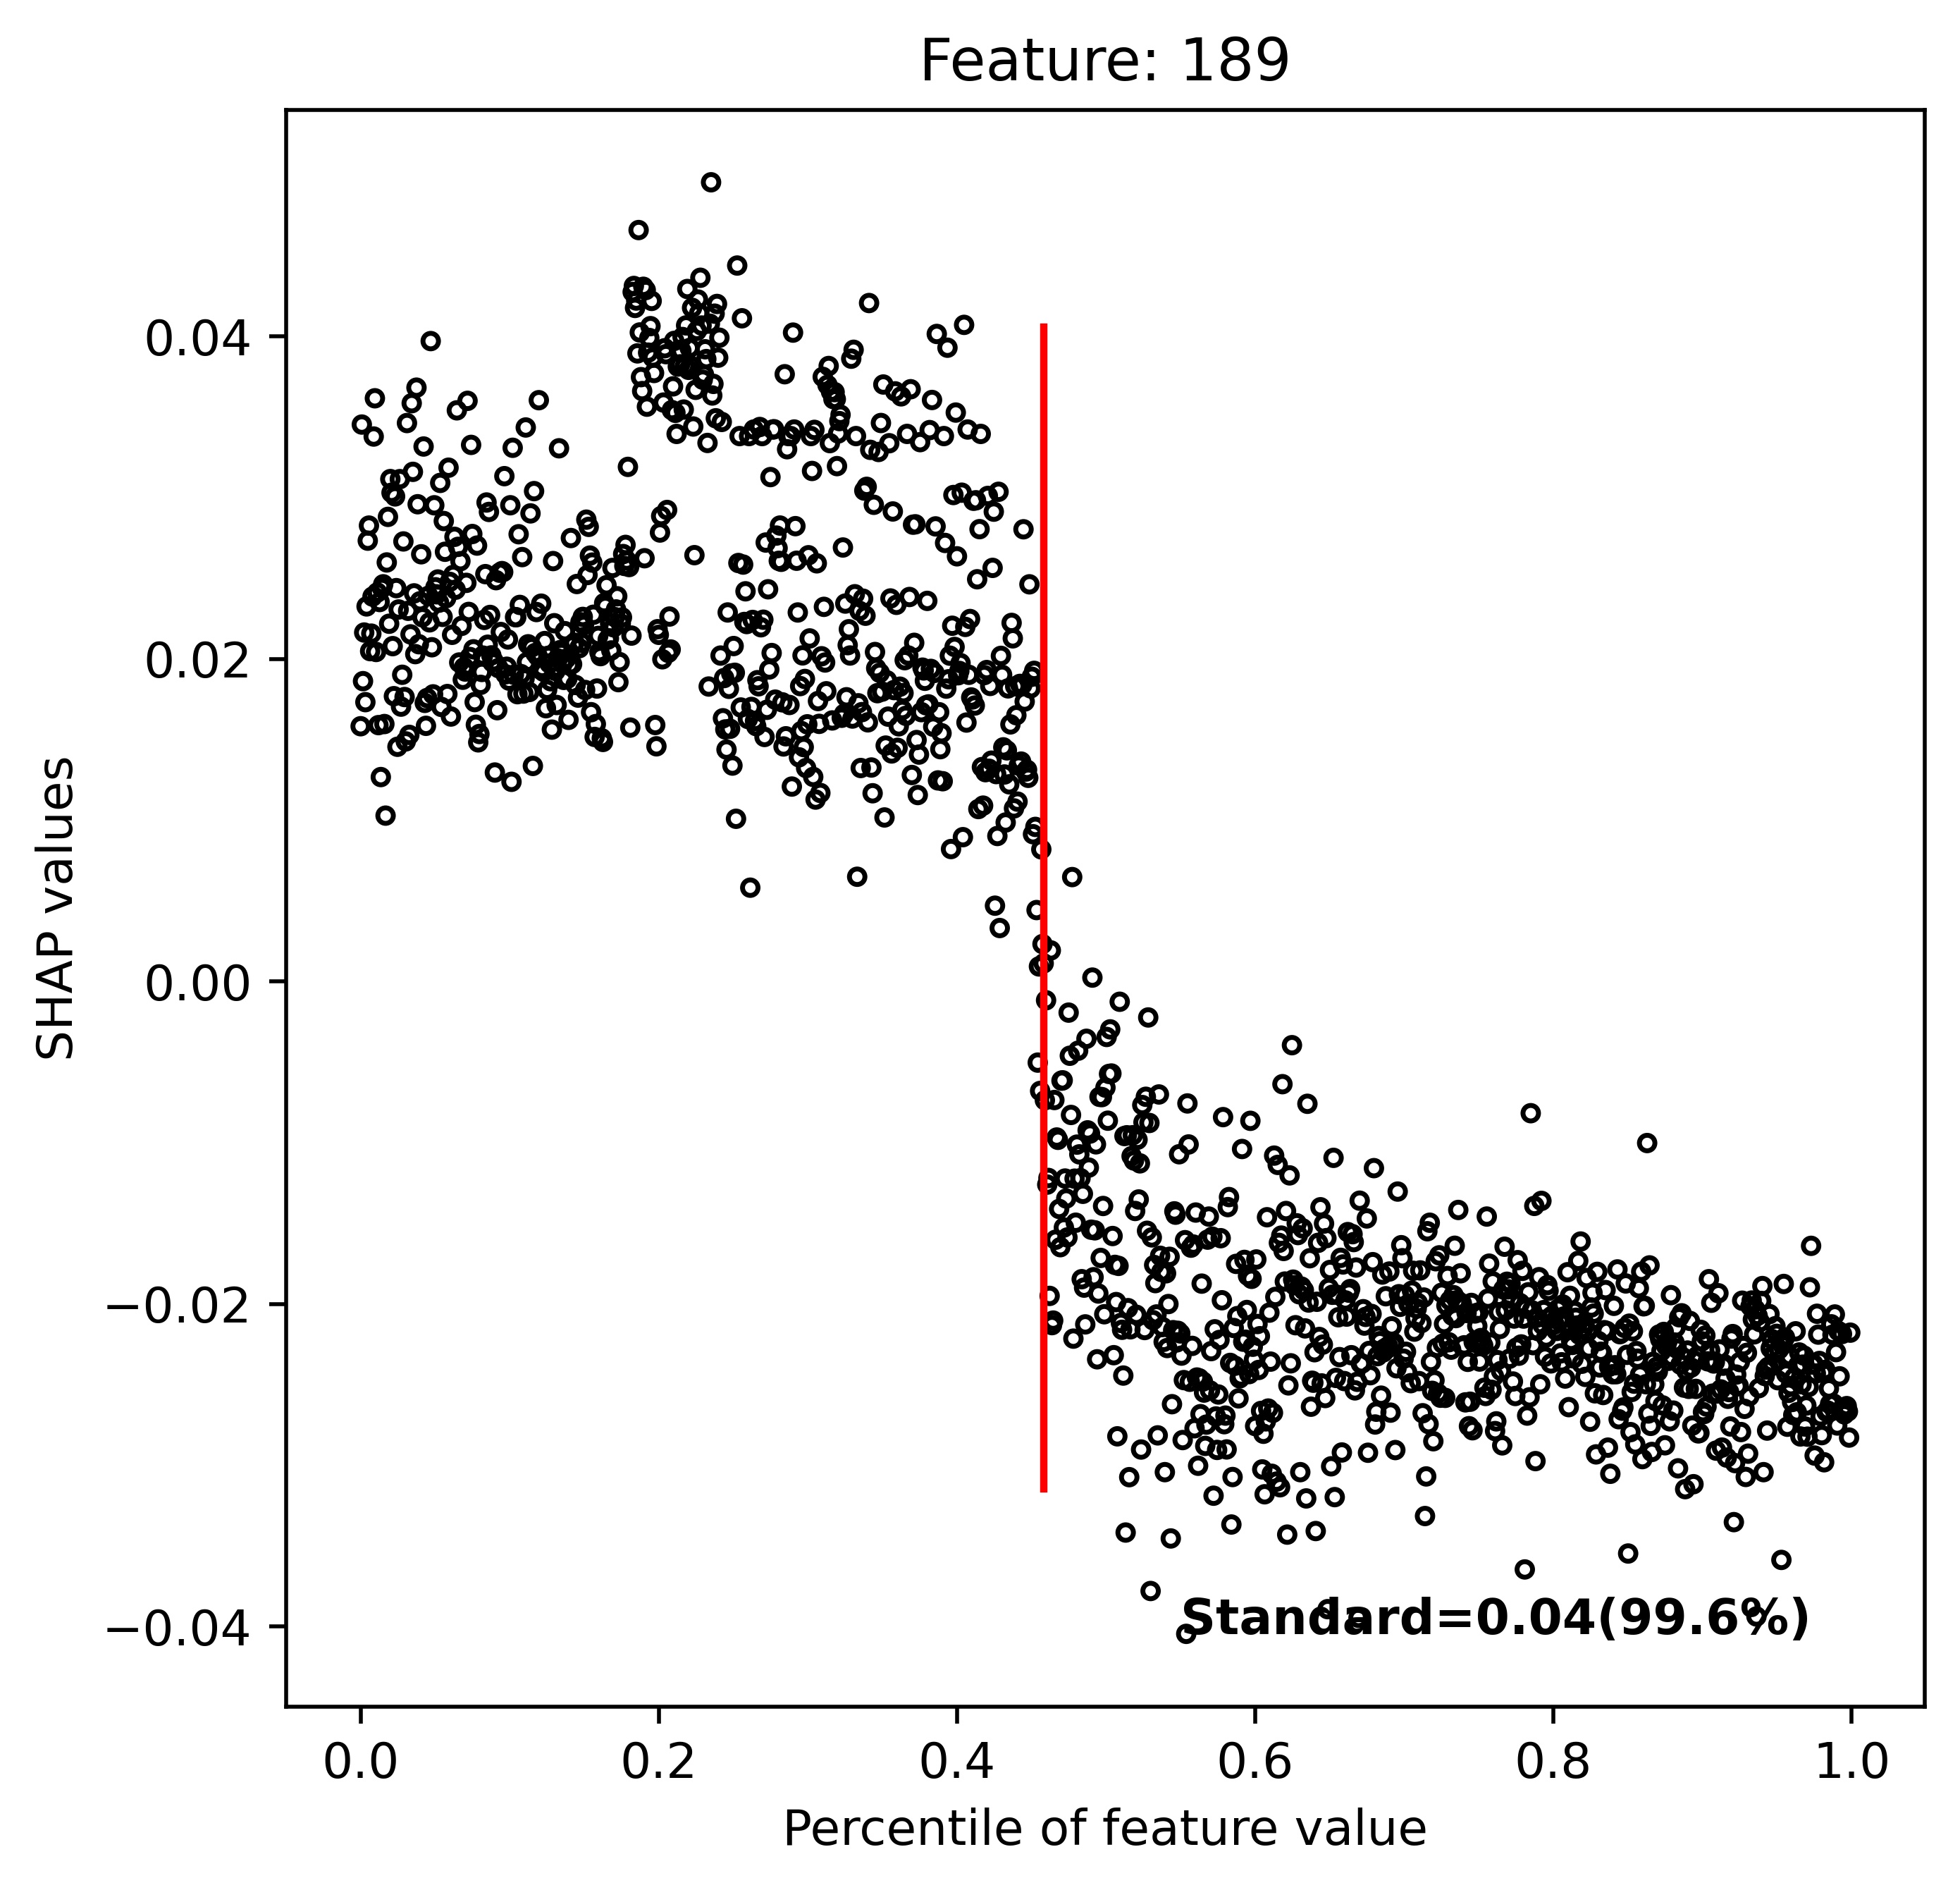 Feature: 189
SHAP values
0.04
0.02
0.00
−0.02
−0.04
Standard=0.04(99.6%)
0.0 0.2 0.4 0.6 0.8 1.0
Percentile of feature value